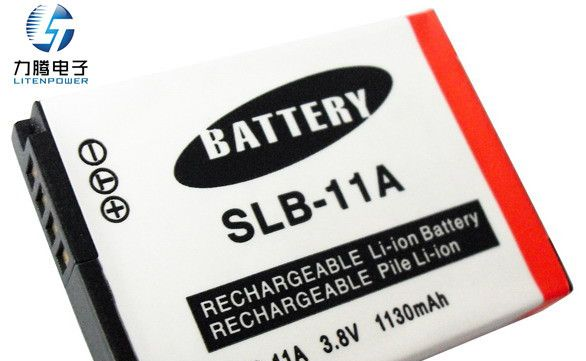 力腾电子
LITENPOWER
BATTERY
SLB-11A
RECHARGEABLE Li-ion Battery
RECHARGEABLE Pile Li-ion
-11A 3.8V 1130mAh